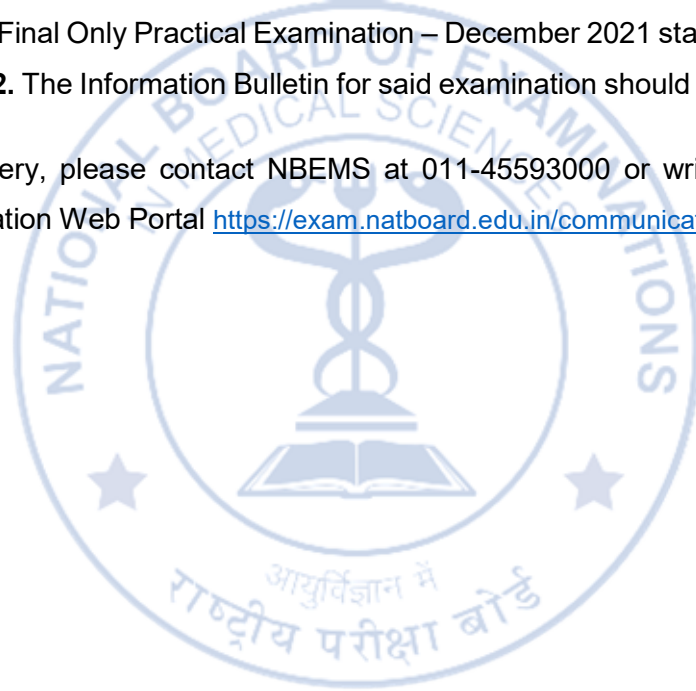 Final Only Practical Examination – December 2021 sta
2. The Information Bulletin for said examination should
ery, please contact NBEMS at 011-45593000 or wri
ation Web Portal https://exam.natboard.edu.in/communicat
NATIONAL BOARD OF EXAMINATIONS
IN MEDICAL SCIENCES
आयुर्विज्ञान में
राष्ट्रीय परीक्षा बोर्ड